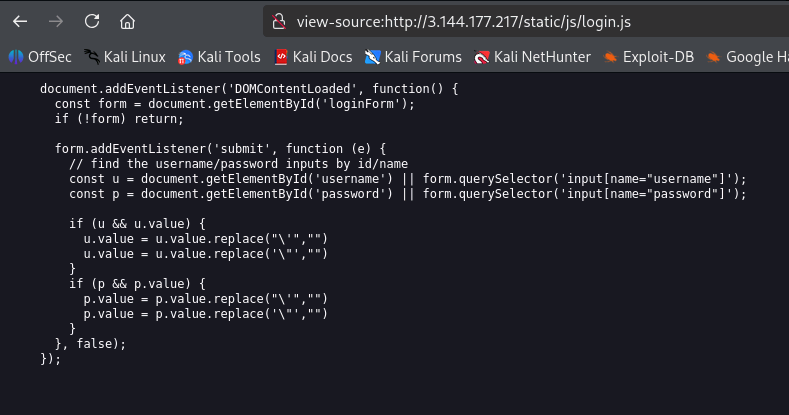 view-source:http://3.144.177.217/static/js/login.js
OffSec Kali Linux Kali Tools Kali Docs Kali Forums Kali NetHunter Exploit-DB Google Ha
document.addEventListener('DOMContentLoaded', function() {
  const form = document.getElementById('loginForm');
  if (!form) return;

  form.addEventListener('submit', function (e) {
    // find the username/password inputs by id/name
    const u = document.getElementById('username') || form.querySelector('input[name="username"]');
    const p = document.getElementById('password') || form.querySelector('input[name="password"]');

    if (u && u.value) {
      u.value = u.value.replace("\'","")
      u.value = u.value.replace('\"',"")
    }
    if (p && p.value) {
      p.value = p.value.replace("\'","")
      p.value = p.value.replace('\"',"")
    }
  }, false);
});